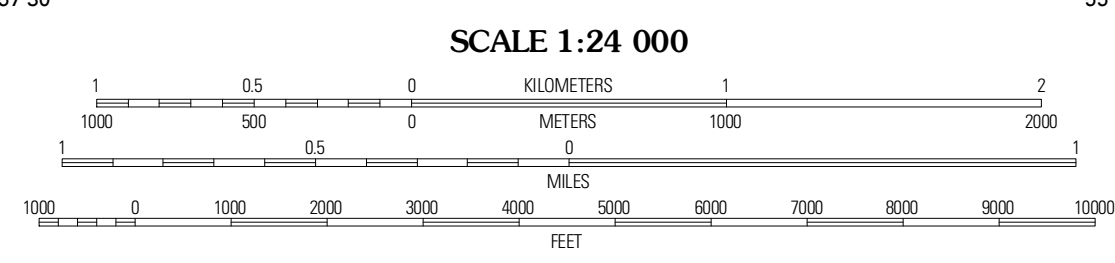 SCALE 1:24 000
1 0.5 0 KILOMETERS 1 2
1000 500 0 METERS 1000 2000
1 0.5 0 1
MILES
1000 0 1000 2000 3000 4000 5000 6000 7000 8000 9000 10000
FEET